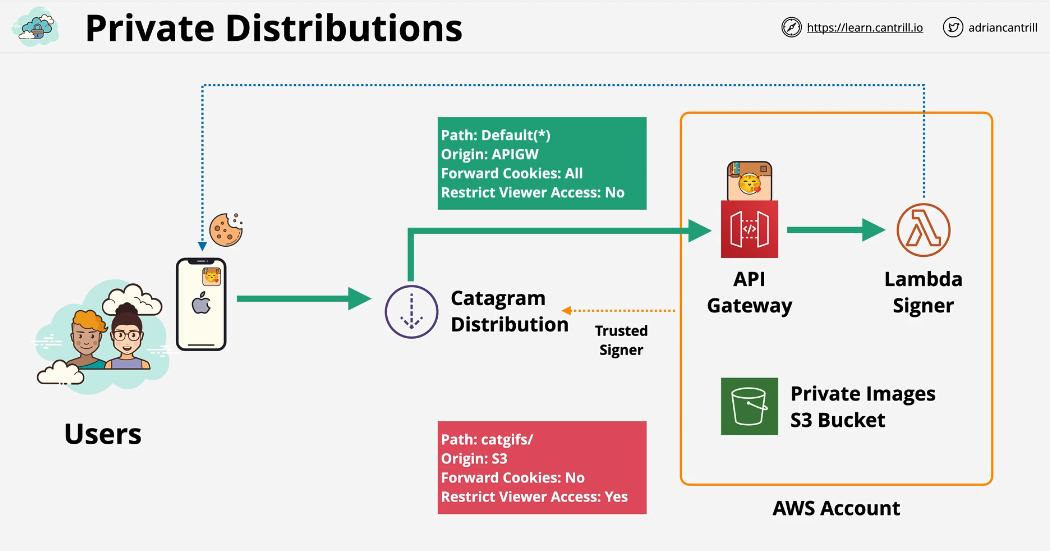 Private Distributions
https://learn.cantrill.io
adriancantrill
Path: Default(*)
Origin: APIGW
Forward Cookies: All
Restrict Viewer Access: No
API
Gateway
Lambda
Signer
Catagram
Distribution
Trusted
Signer
Users
Private Images
S3 Bucket
Path: catgifs/
Origin: S3
Forward Cookies: No
Restrict Viewer Access: Yes
AWS Account